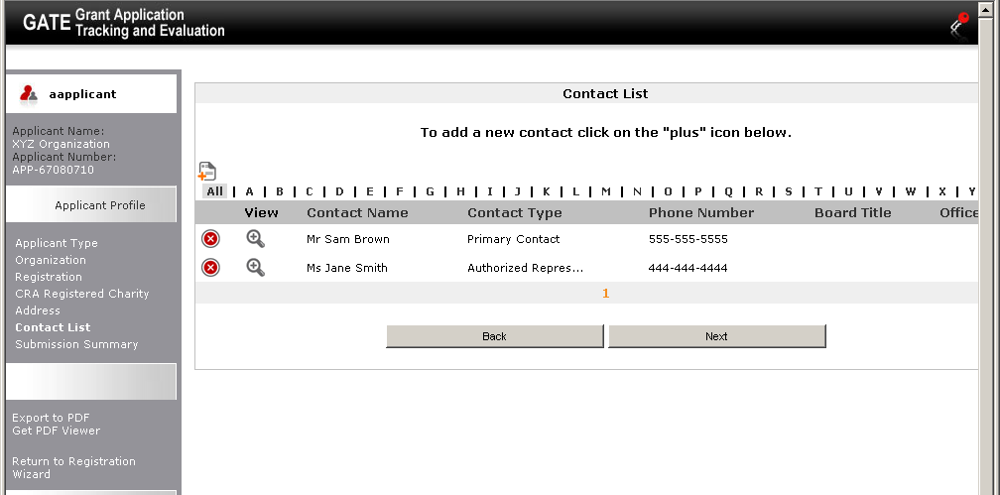 GATE Grant Application
Tracking and Evaluation
aapplicant
Applicant Name:
XYZ Organization
Applicant Number:
APP-67080710
Applicant Profile
Applicant Type
Organization
Registration
CRA Registered Charity
Address
Contact List
Submission Summary
Export to PDF
Get PDF Viewer
Return to Registration
Wizard
Contact List
To add a new contact click on the "plus" icon below.
All | A | B | C | D | E | F | G | H | I | J | K | L | M | N | O | P | Q | R | S | T | U | V | W | X | Y
View Contact Name Contact Type Phone Number Board Title Office
Mr Sam Brown Primary Contact 555-555-5555
Ms Jane Smith Authorized Repres... 444-444-4444
1
Back Next